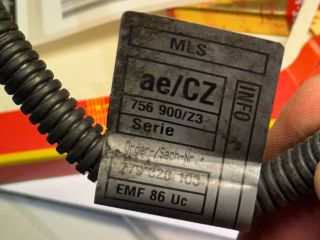 MLS
ae/CZ
756 900/Z3
INFO
Serie
Order-/Sach-Nr.
EMF 86 Uc